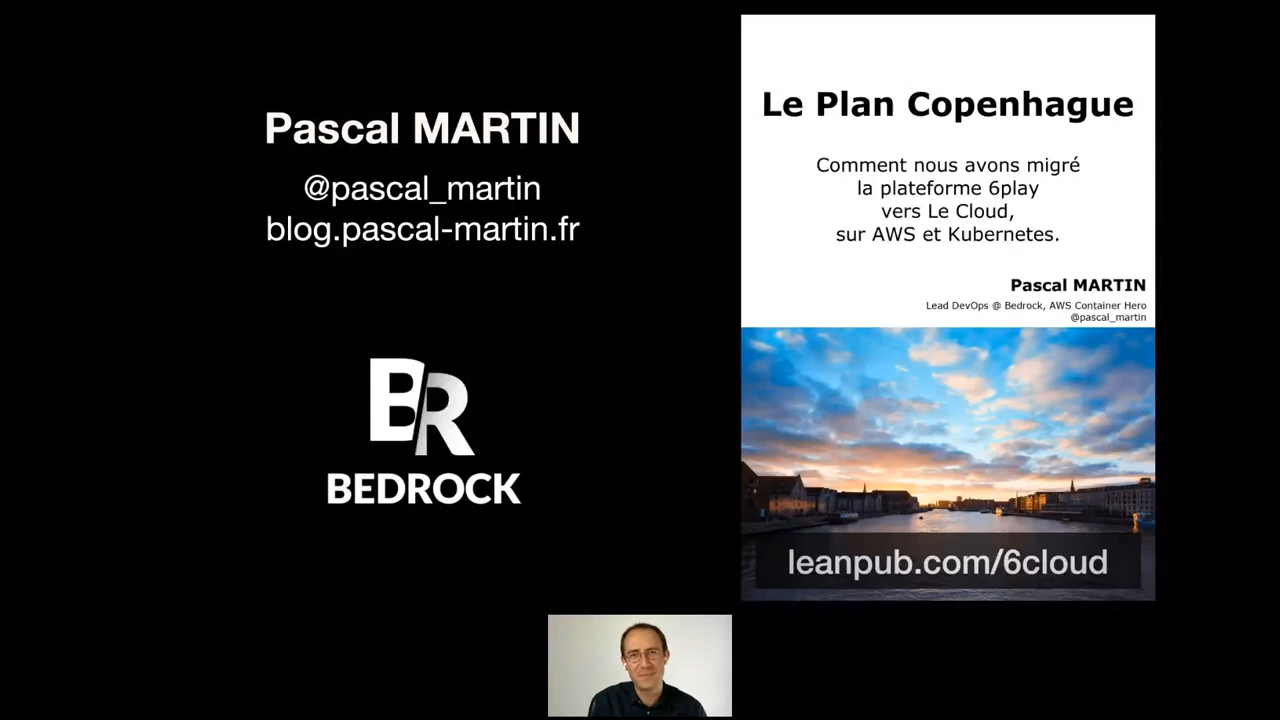 Pascal MARTIN
@pascal_martin
blog.pascal-martin.fr
BR
BEDROCK
Le Plan Copenhague
Comment nous avons migré
la plateforme 6play
vers Le Cloud,
sur AWS et Kubernetes.
Pascal MARTIN
Lead DevOps @ Bedrock, AWS Container Hero
@pascal_martin
leanpub.com/6cloud